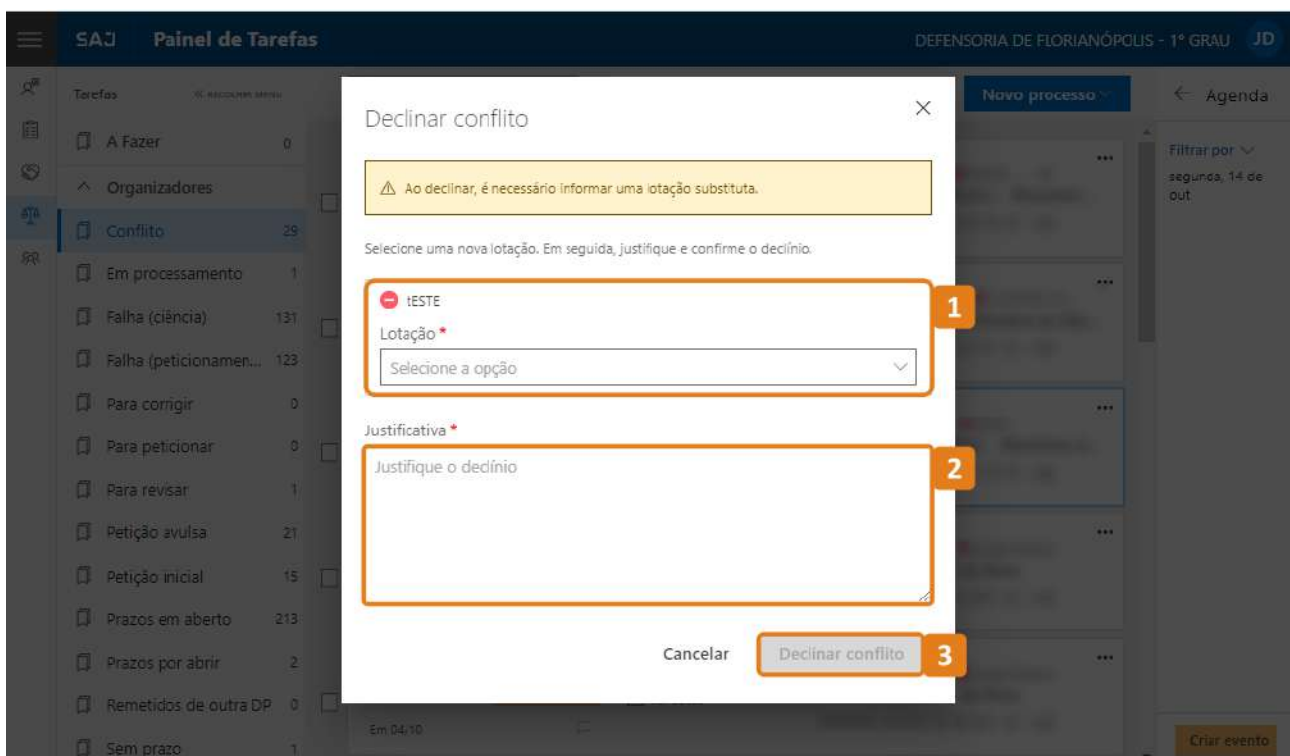 SAJ Painel de Tarefas
DEFENSORIA DE FLORIANÓPOLIS - 1º GRAU JD
Tarefas
Novo processo
Agenda
A Fazer 0
Organizadores
Conflito 29
Em processamento 1
Falha (ciência) 131
Falha (peticionamen... 123
Para corrigir 0
Para peticionar 0
Para revisar 1
Petição avulsa 21
Petição inicial 15
Prazos em aberto 213
Prazos por abrir 2
Remetidos de outra DP 0
Sem prazo 1
Declinar conflito
Ao declinar, é necessário informar uma lotação substituta.
Selecione uma nova lotação. Em seguida, justifique e confirme o declínio.
tESTE
1
Lotação *
Selecione a opção
Justificativa *
Justifique o declínio
2
Cancelar
Declinar conflito
3
Em 04/10
Filtrar por
segunda, 14 de
out
Criar evento